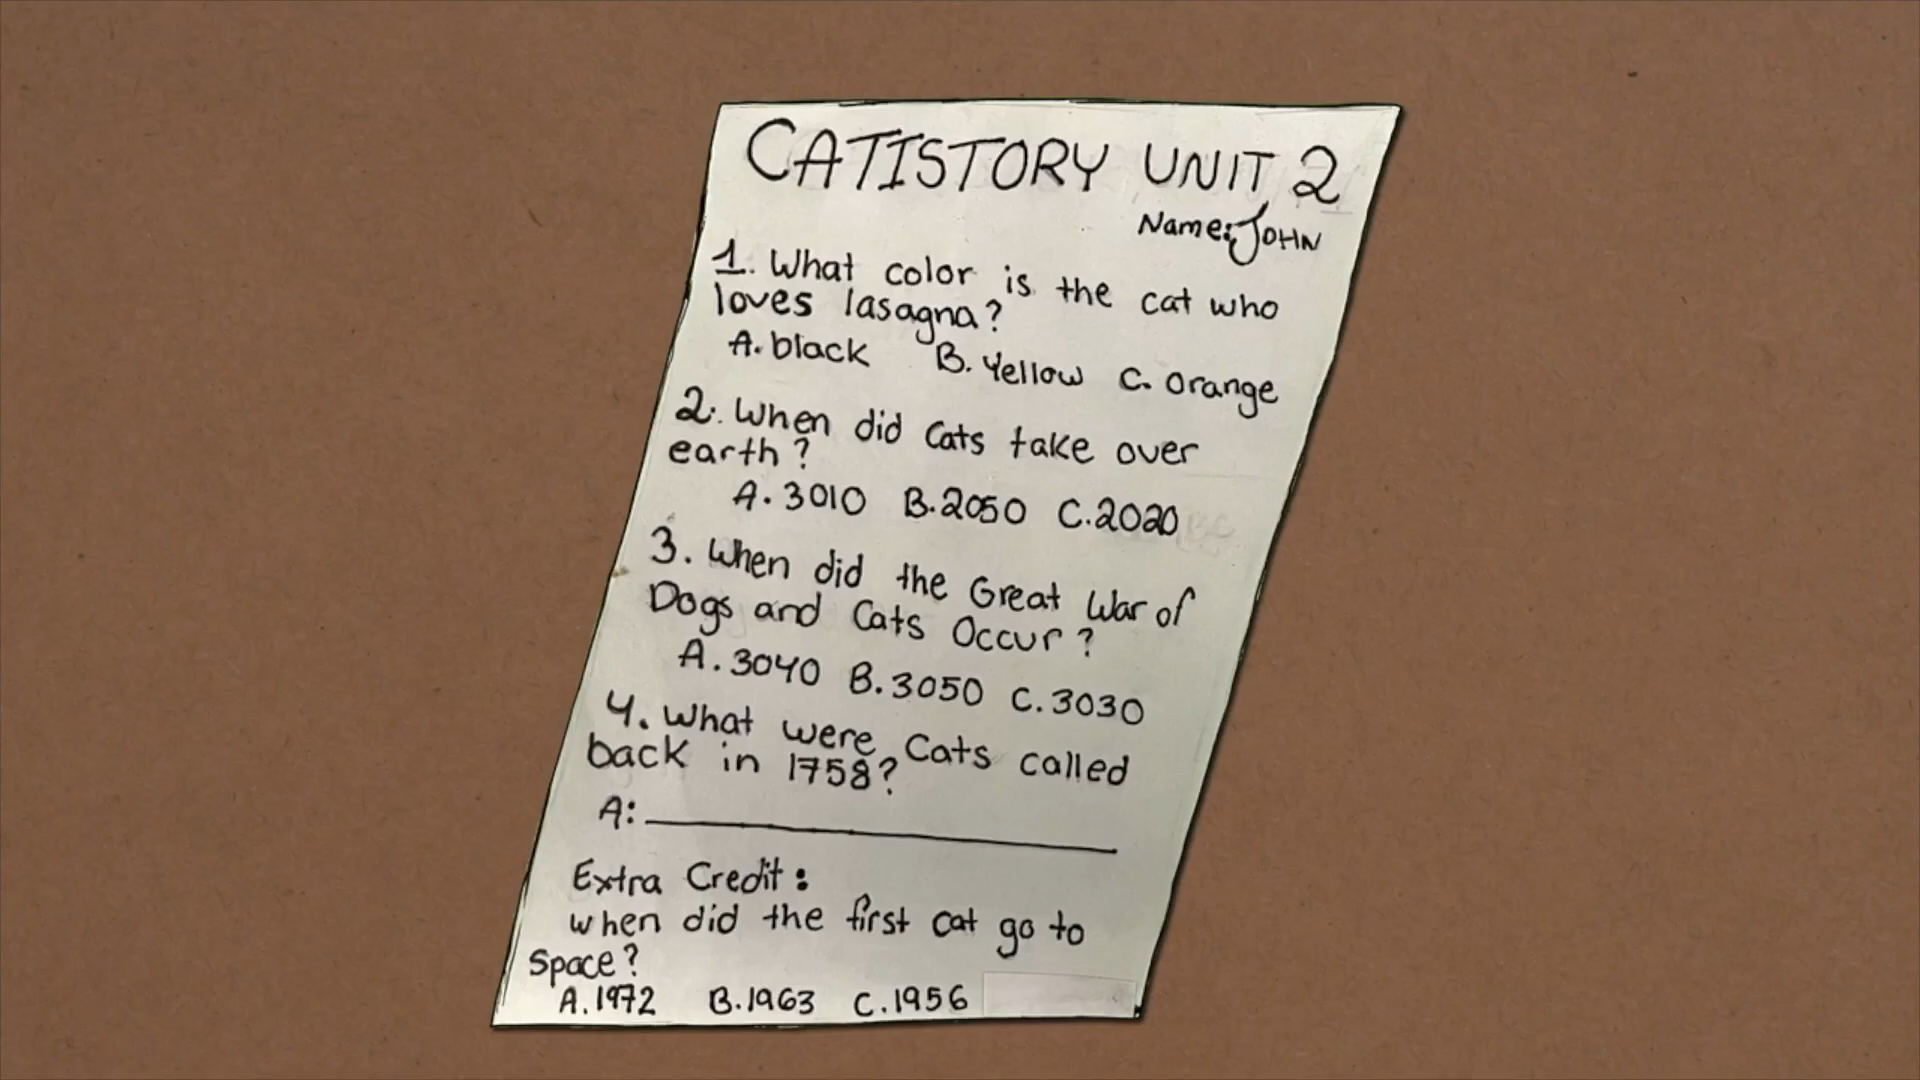 CATISTORY UNIT 2
Name: JOHN
1. What color is the cat who
loves lasagna?
A. black B. Yellow C. orange
2. When did Cats take over
earth?
A. 3010 B. 2050 C. 2020
3. When did the Great War of
Dogs and Cats Occur?
A. 3040 B. 3050 C. 3030
4. What were Cats called
back in 1758?
A:
Extra Credit:
when did the first cat go to
Space?
A. 1972 B. 1963 C. 1956